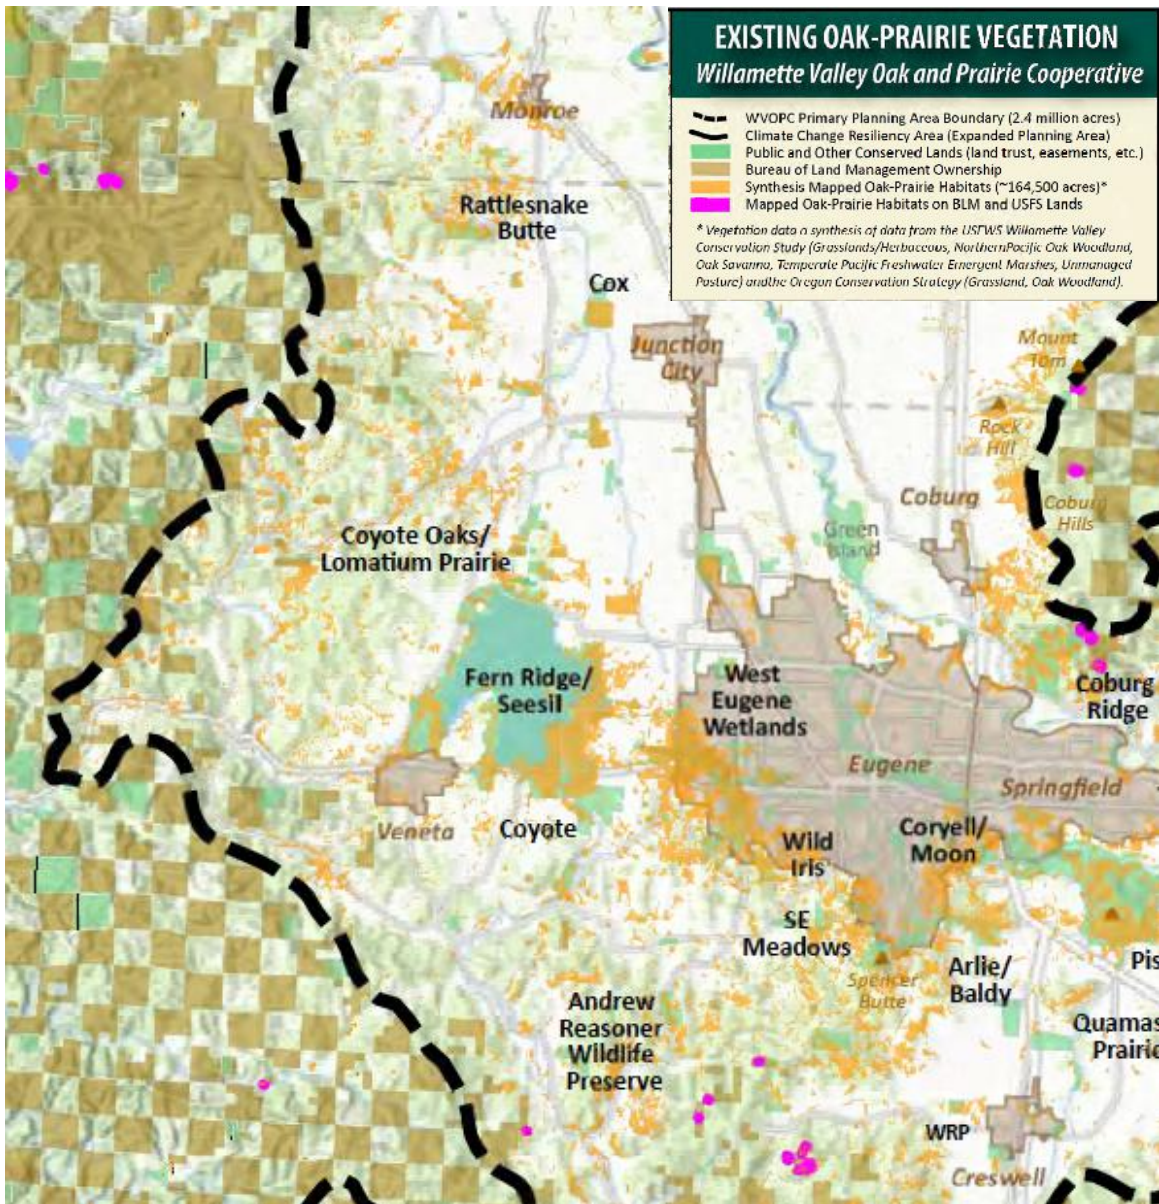 EXISTING OAK-PRAIRIE VEGETATION
Willamette Valley Oak and Prairie Cooperative
WVOPC Primary Planning Area Boundary (2.4 million acres)
Climate Change Resiliency Area (Expanded Planning Area)
Public and Other Conserved Lands (land trust, easements, etc.)
Bureau of Land Management Ownership
Synthesis Mapped Oak-Prairie Habitats (~164,500 acres)*
Mapped Oak-Prairie Habitats on BLM and USFS Lands
* Vegetation data a synthesis of data from the USFWS Willamette Valley
Conservation Study (Grasslands/Herbaceous, NorthernPacific Oak Woodland,
Oak Savanna, Temperate Pacific Freshwater Emergent Marshes, Unmanaged
Pasture) andthe Oregon Conservation Strategy (Grassland, Oak Woodland).
Monroe
Rattlesnake
Butte
Cox
Junction
City
Mount
Tom
Rock
Hill
Coburg
Coburg
Hills
Green
Island
Coyote Oaks/
Lomatium Prairie
Fern Ridge/
Seesil
West
Eugene
Wetlands
Coburg
Ridge
Eugene
Springfield
Veneta
Coyote
Wild
Iris
Coryell/
Moon
SE
Meadows
Spencer
Butte
Arlie/
Baldy
Pis
Andrew
Reasoner
Wildlife
Preserve
Quamas
Prairie
WRP
Creswell